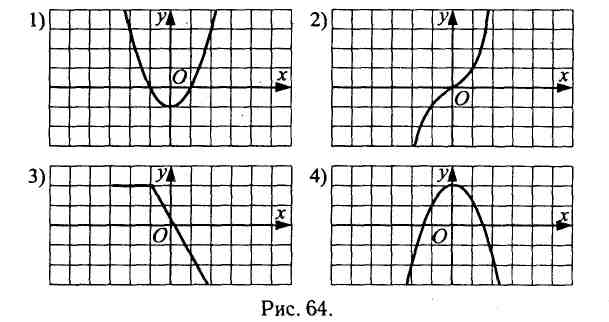 1) y O x
2) y O x
3) y O x
4) y O x
Рис. 64.